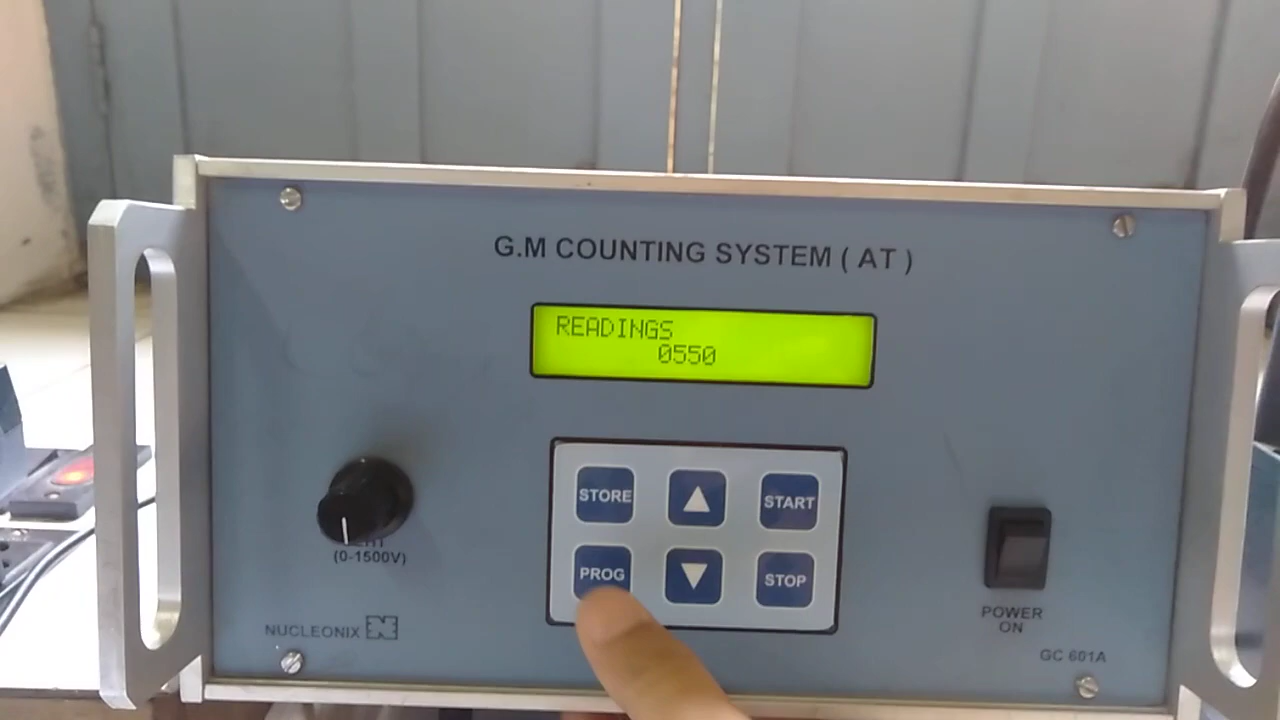 G.M COUNTING SYSTEM ( AT )
READINGS
0550
STORE
START
PROG
STOP
(0-1500V)
NUCLEONIX
POWER
ON
GC 601A